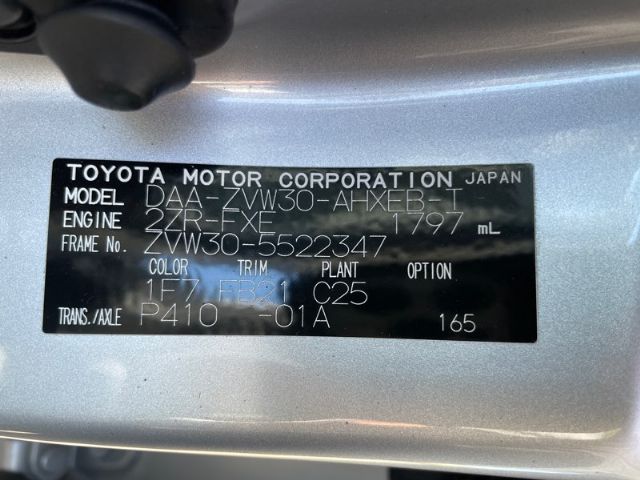 TOYOTA MOTOR CORPORATION JAPAN
MODEL DAA-ZVW30-AHXEB-T
ENGINE 2ZR-FXE 1797 mL
FRAME No. ZVW30-5522347
COLOR TRIM PLANT OPTION
1F7 FB21 C25
TRANS./AXLE P410 -01A 165